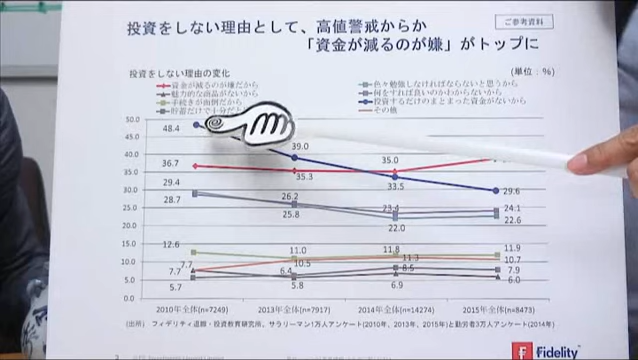 投資をしない理由として、高値警戒からか
「資金が減るのが嫌」がトップに
ご参考資料
投資をしない理由の変化
(単位:%)
資金が減るのが嫌だから
色々勉強しなければならないと思うから
魅力的な商品がないから
何をすれば良いのかわからないから
手続きが面倒だから
投資するだけのまとまった資金がないから
貯蓄だけで十分だ
その他
50.0
45.0
40.0
35.0
30.0
25.0
20.0
15.0
10.0
5.0
0.0
48.4
39.0
33.5
29.6
36.7
35.3
35.0
29.4
26.2
23.4
24.1
28.7
25.8
22.0
22.6
12.6
11.0
11.8
11.9
7.7
10.5
11.3
10.7
7.7
6.4
8.5
7.9
5.7
5.8
6.9
6.0
2010年全体(n=7249)
2013年全体(n=7917)
2014年全体(n=14274)
2015年全体(n=8473)
(出所) フィデリティ退職・投資教育研究所、サラリーマン1万人アンケート(2010年、2013年、2015年)と勤労者3万人アンケート(2014年)
Fidelity